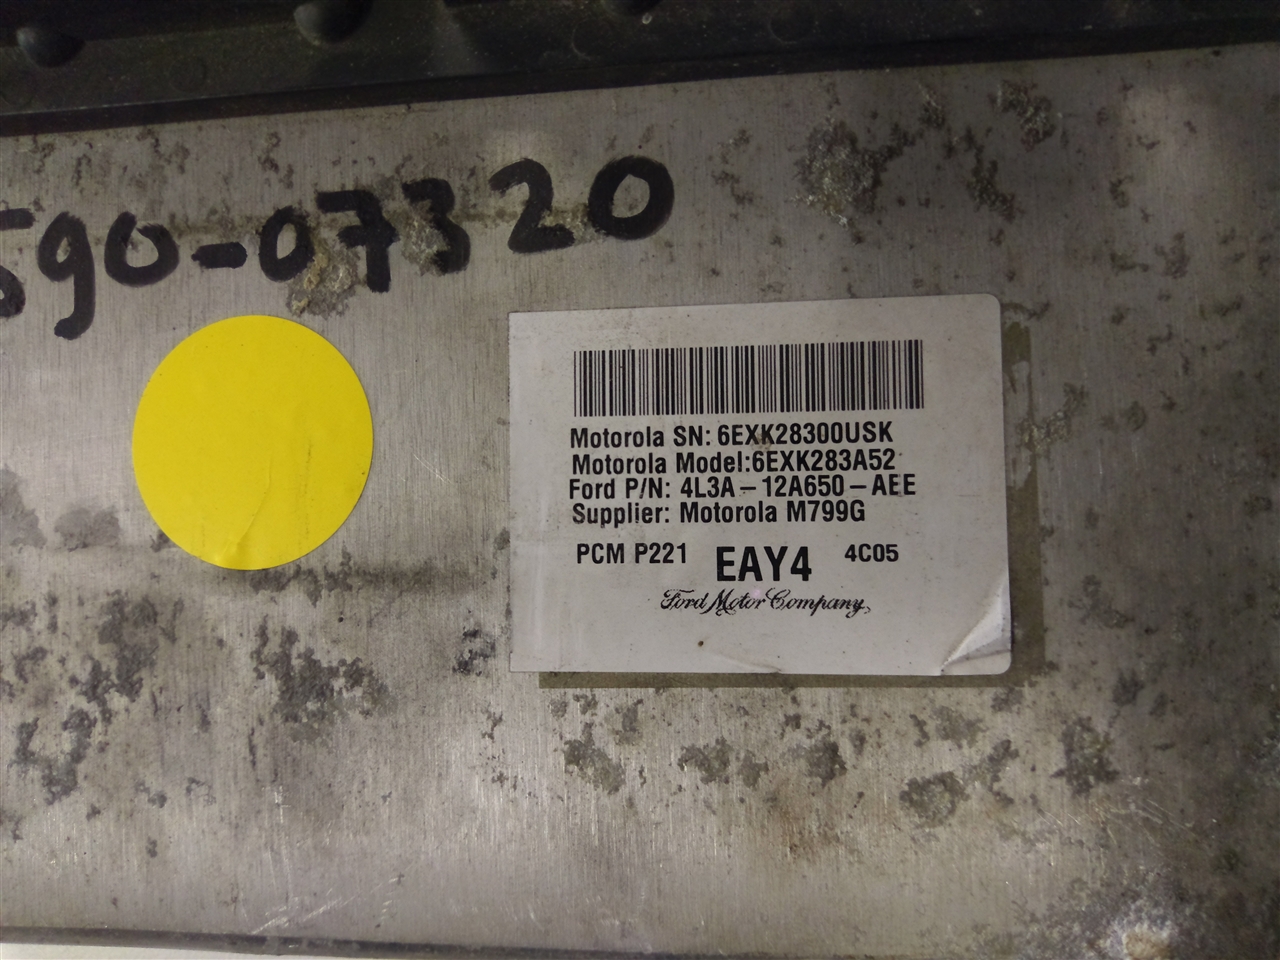 590-07320
Motorola SN: 6EXK28300USK
Motorola Model:6EXK283A52
Ford P/N: 4L3A-12A650-AEE
Supplier: Motorola M799G
PCM P221 EAY4 4C05
Ford Motor Company,